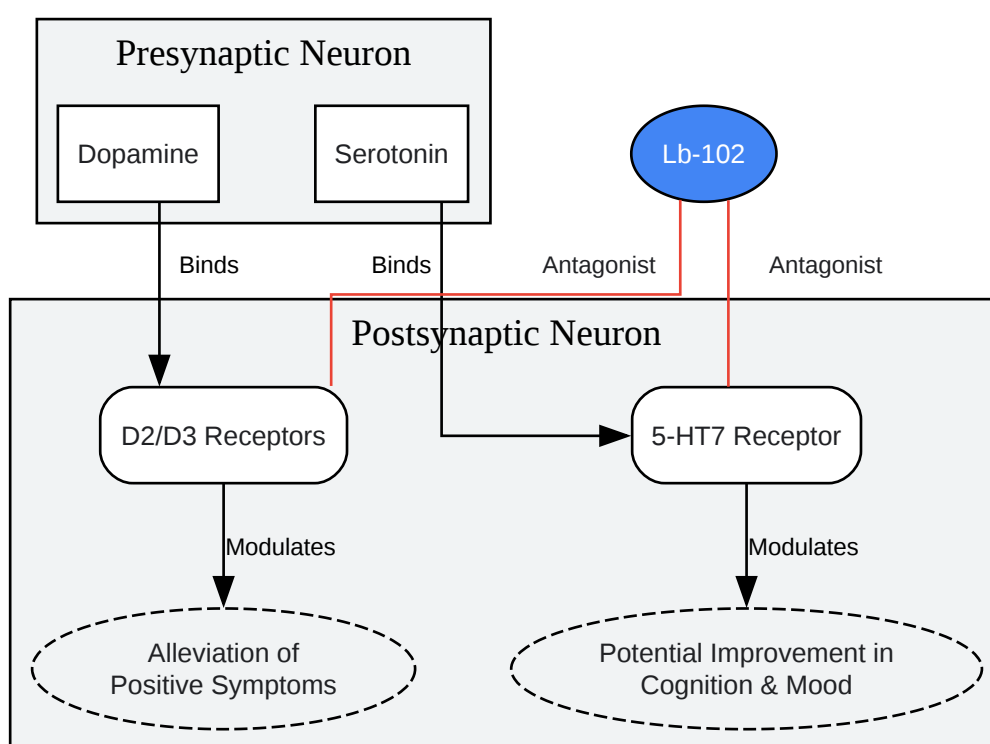 Presynaptic Neuron
Dopamine
Serotonin
Lb-102
Binds
Binds
Antagonist
Antagonist
Postsynaptic Neuron
D2/D3 Receptors
5-HT7 Receptor
Modulates
Modulates
Alleviation of
Positive Symptoms
Potential Improvement in
Cognition & Mood